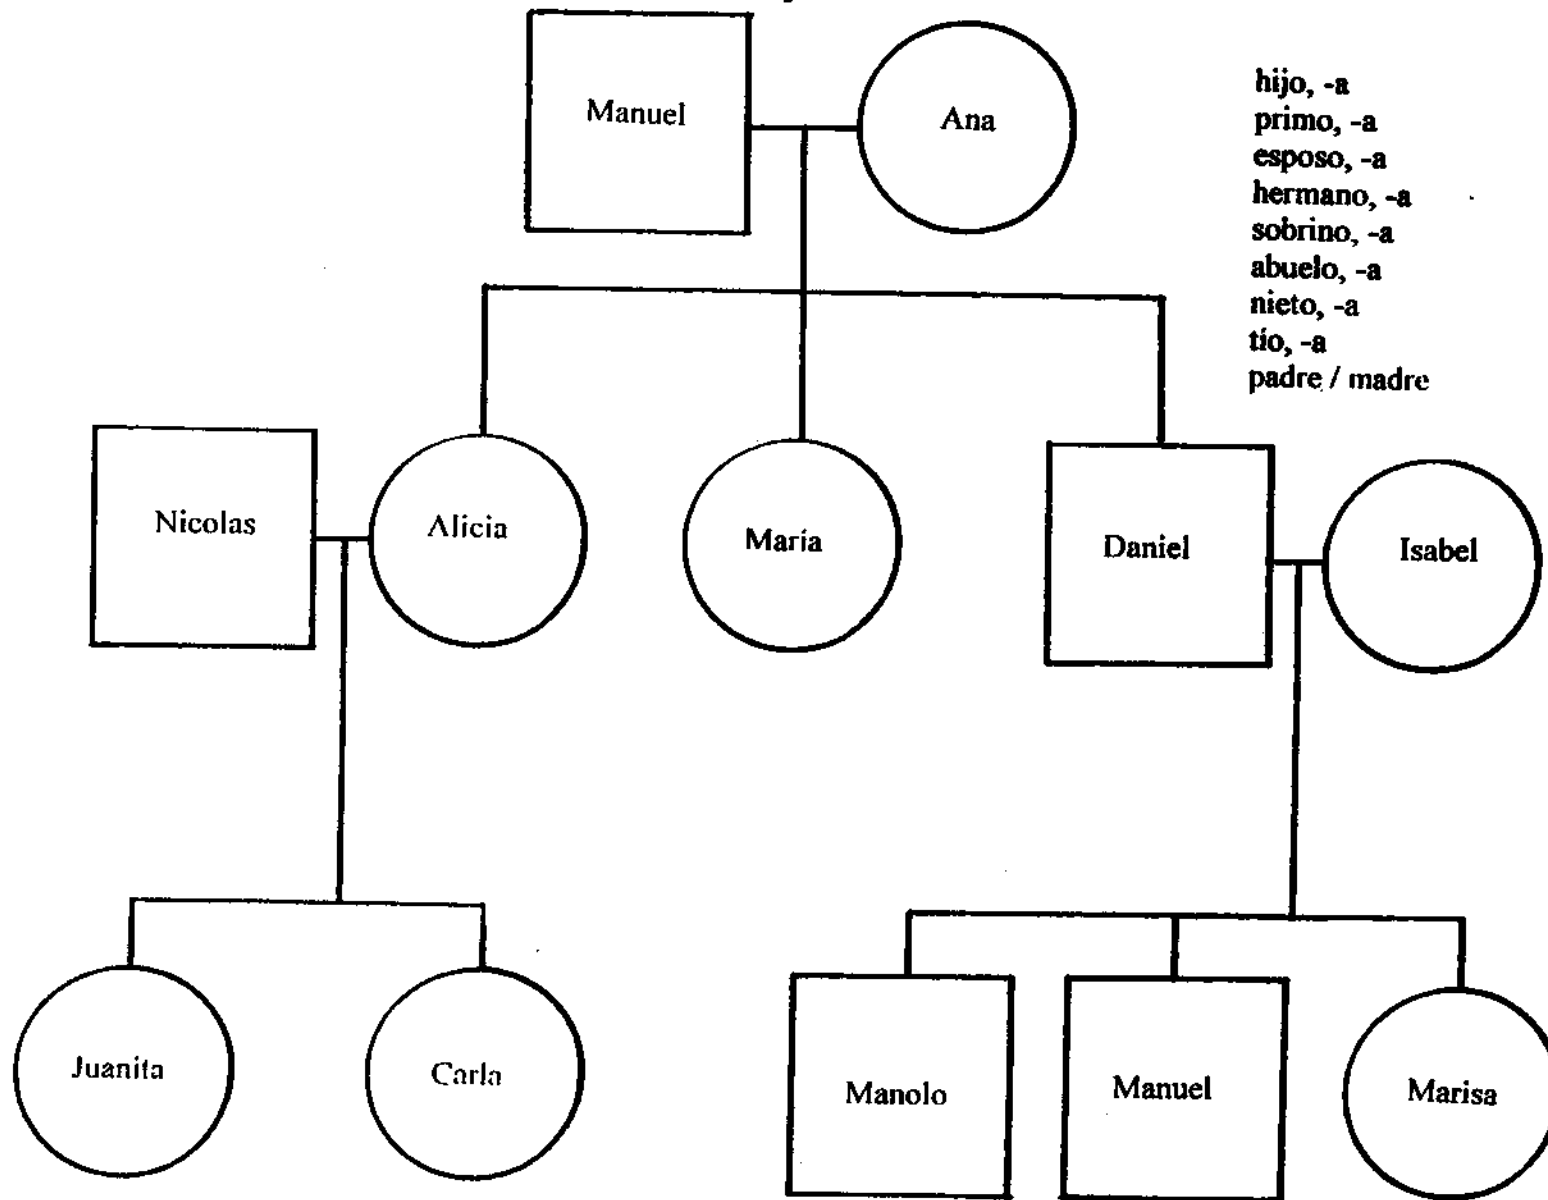 Manuel
Ana
hijo, -a
primo, -a
esposo, -a
hermano, -a
sobrino, -a
abuelo, -a
nieto, -a
tío, -a
padre / madre
Nicolas
Alicia
María
Daniel
Isabel
Juanita
Carla
Manolo
Manuel
Marisa